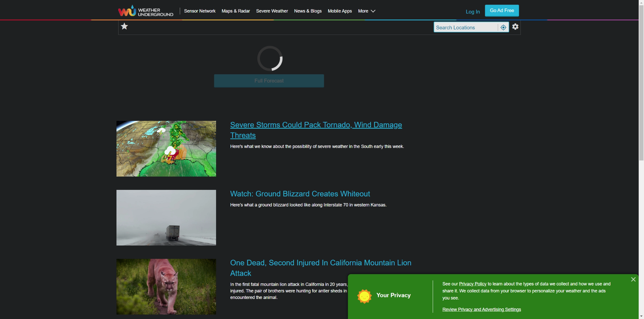 WEATHER
UNDERGROUND
Sensor Network Maps & Radar Severe Weather News & Blogs Mobile Apps More
Log In
Go Ad Free
Search Locations
Full Forecast
Severe Storms Could Pack Tornado, Wind Damage
Threats
Here's what we know about the possibility of severe weather in the South early this week.
Watch: Ground Blizzard Creates Whiteout
Here's what a ground blizzard looked like along Interstate 70 in western Kansas.
One Dead, Second Injured In California Mountain Lion
Attack
In the first fatal mountain lion attack in California in 20 years,
injured. The pair of brothers were hunting for antler sheds in
encountered the animal.
Your Privacy
See our Privacy Policy to learn about the types of data we collect and how we use and
share it. We collect data from your browser to personalize your weather and the ads
you see.
Review Privacy and Advertising Settings